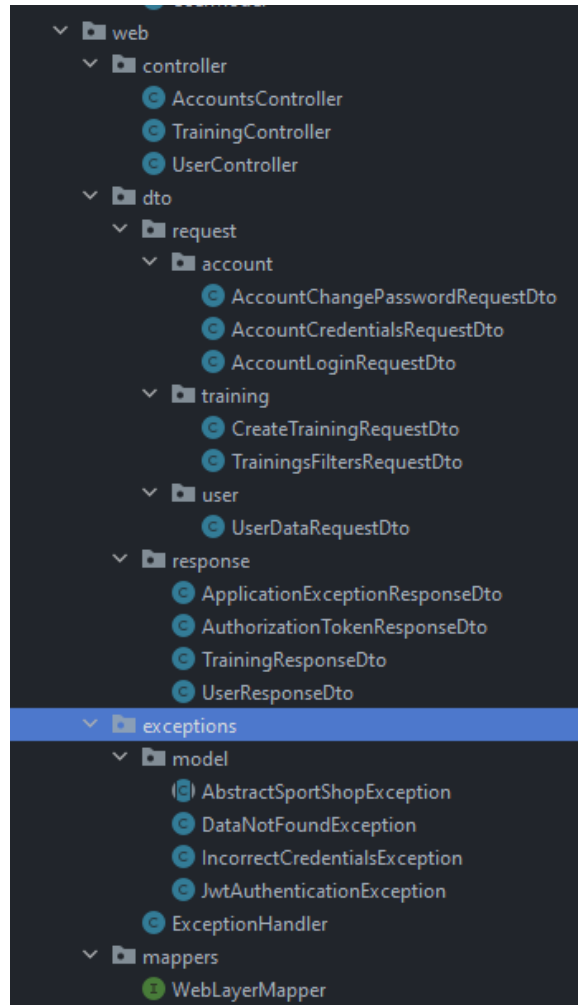 web
controller
AccountsController
TrainingController
UserController
dto
request
account
AccountChangePasswordRequestDto
AccountCredentialsRequestDto
AccountLoginRequestDto
training
CreateTrainingRequestDto
TrainingsFiltersRequestDto
user
UserDataRequestDto
response
ApplicationExceptionResponseDto
AuthorizationTokenResponseDto
TrainingResponseDto
UserResponseDto
exceptions
model
AbstractSportShopException
DataNotFoundException
IncorrectCredentialsException
JwtAuthenticationException
ExceptionHandler
mappers
WebLayerMapper